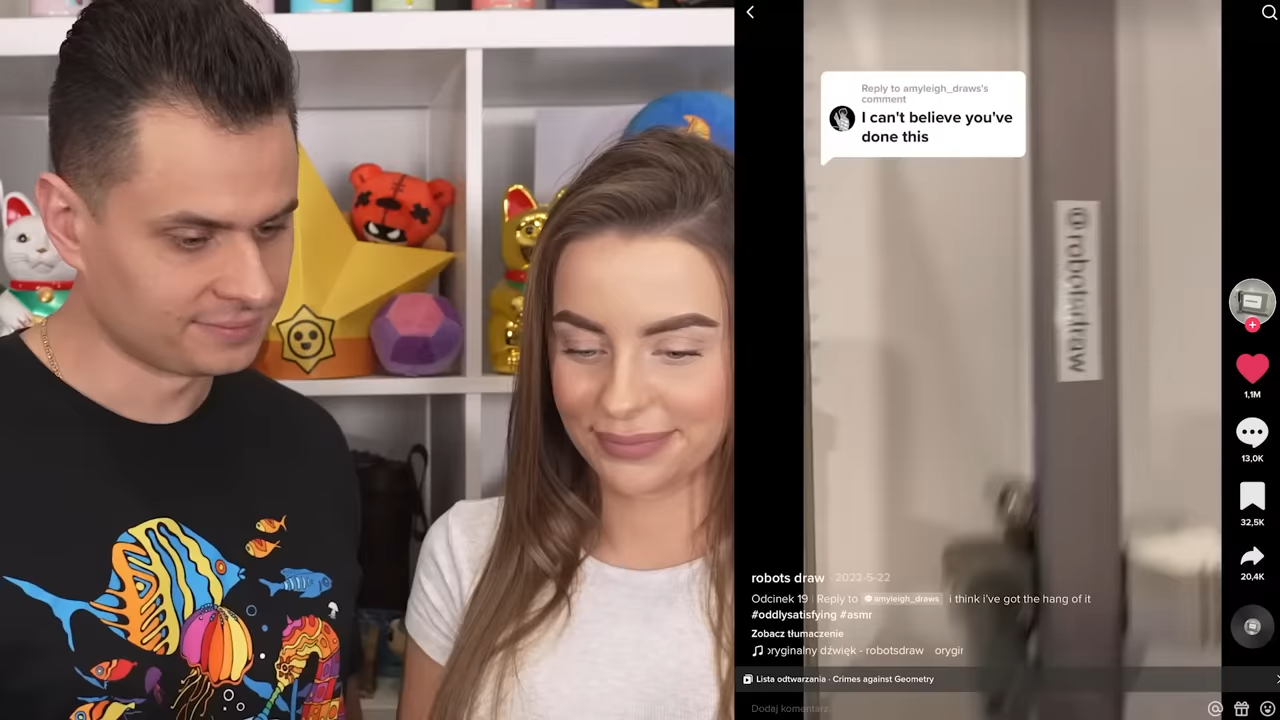 Reply to amyleigh_draws's
comment
I can't believe you've
done this
@robotsdraw
1,1M
13,0K
32,5K
20,4K
robots draw · 2022-5-22
Odcinek 19 | Reply to @amyleigh_draws i think i've got the hang of it
#oddlysatisfying #asmr
Zobacz tłumaczenie
oryginalny dźwięk - robotsdraw orygir
Lista odtwarzania · Crimes against Geometry
Dodaj komentarz